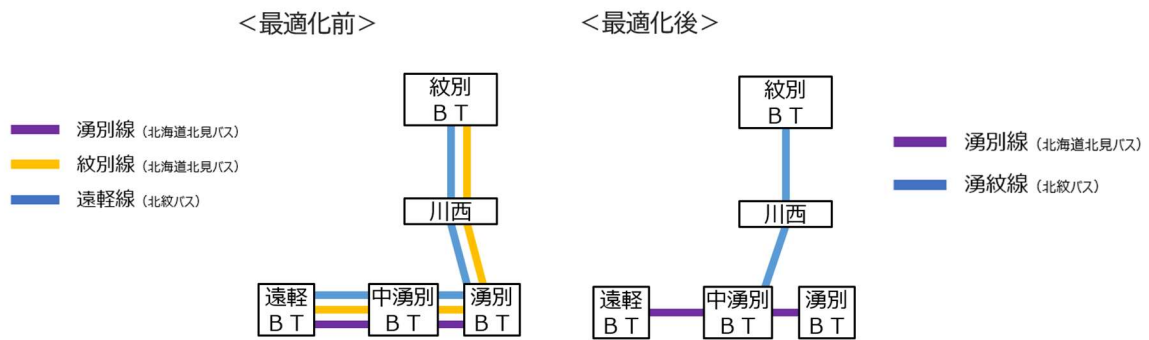 ＜最適化前＞
＜最適化後＞
湧別線（北海道北見バス）
紋別線（北海道北見バス）
遠軽線（北紋バス）
紋別
ＢＴ
川西
遠軽
ＢＴ
中湧別
ＢＴ
湧別
ＢＴ
紋別
ＢＴ
川西
遠軽
ＢＴ
中湧別
ＢＴ
湧別
ＢＴ
湧別線（北海道北見バス）
湧紋線（北紋バス）